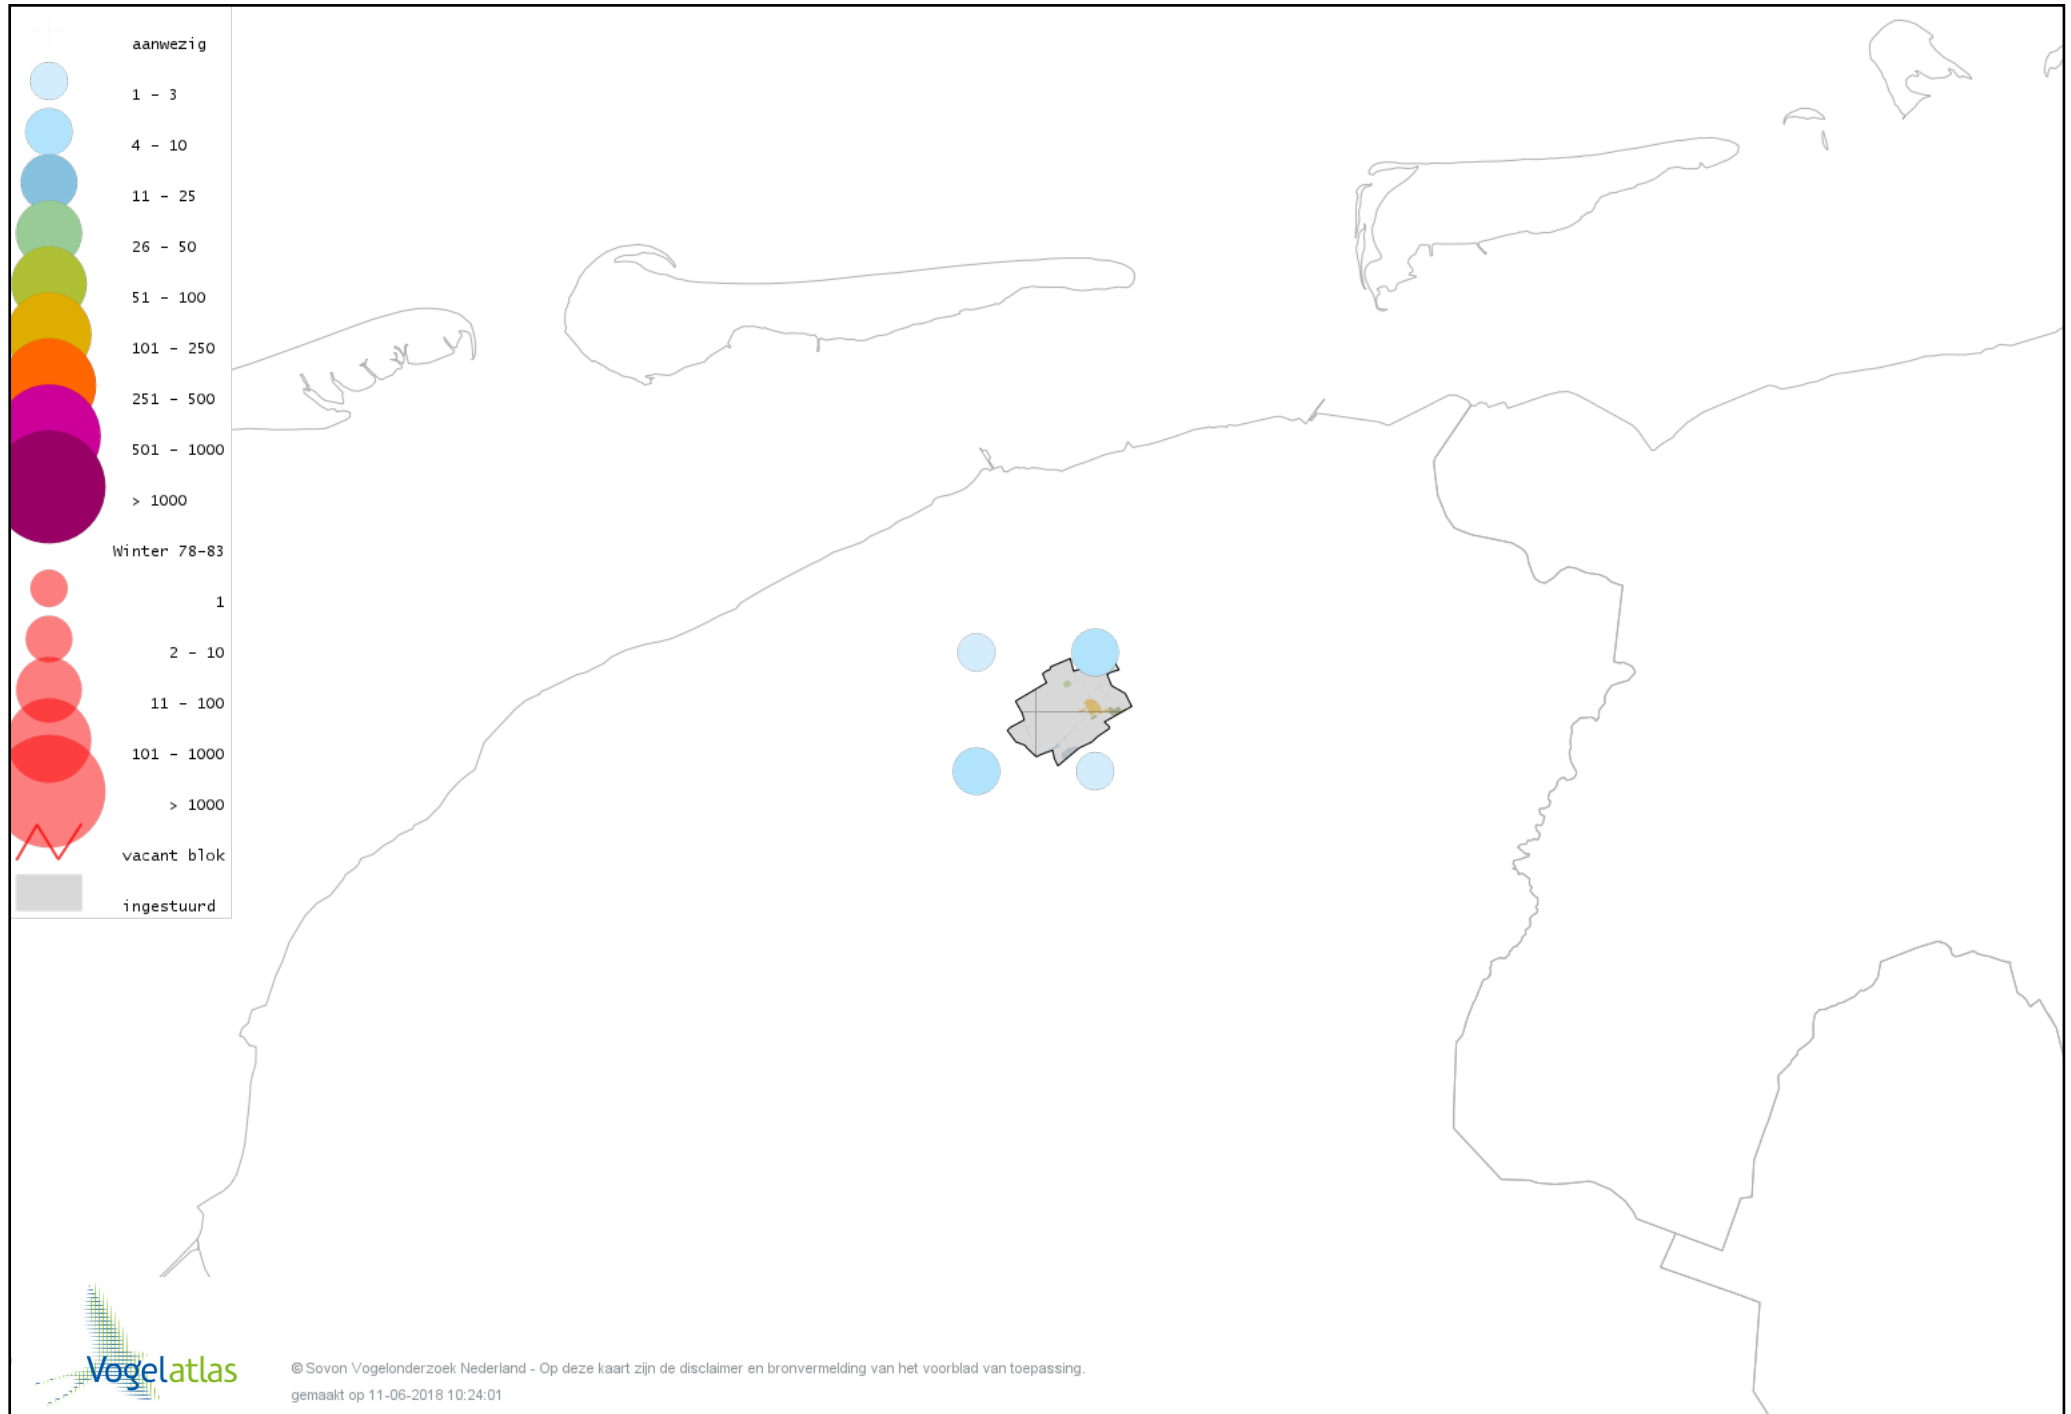 aanwezig
1 - 3
4 - 10
11 - 25
26 - 50
51 - 100
101 - 250
251 - 500
501 - 1000
> 1000
Winter 78-83
1
2 - 10
11 - 100
101 - 1000
> 1000
vacant blok
ingestuurd
Vogelatlas
© Sovon Vogelonderzoek Nederland - Op deze kaart zijn de disclaimer en bronvermelding van het voorblad van toepassing.
gemaakt op 11-06-2018 10:24:01